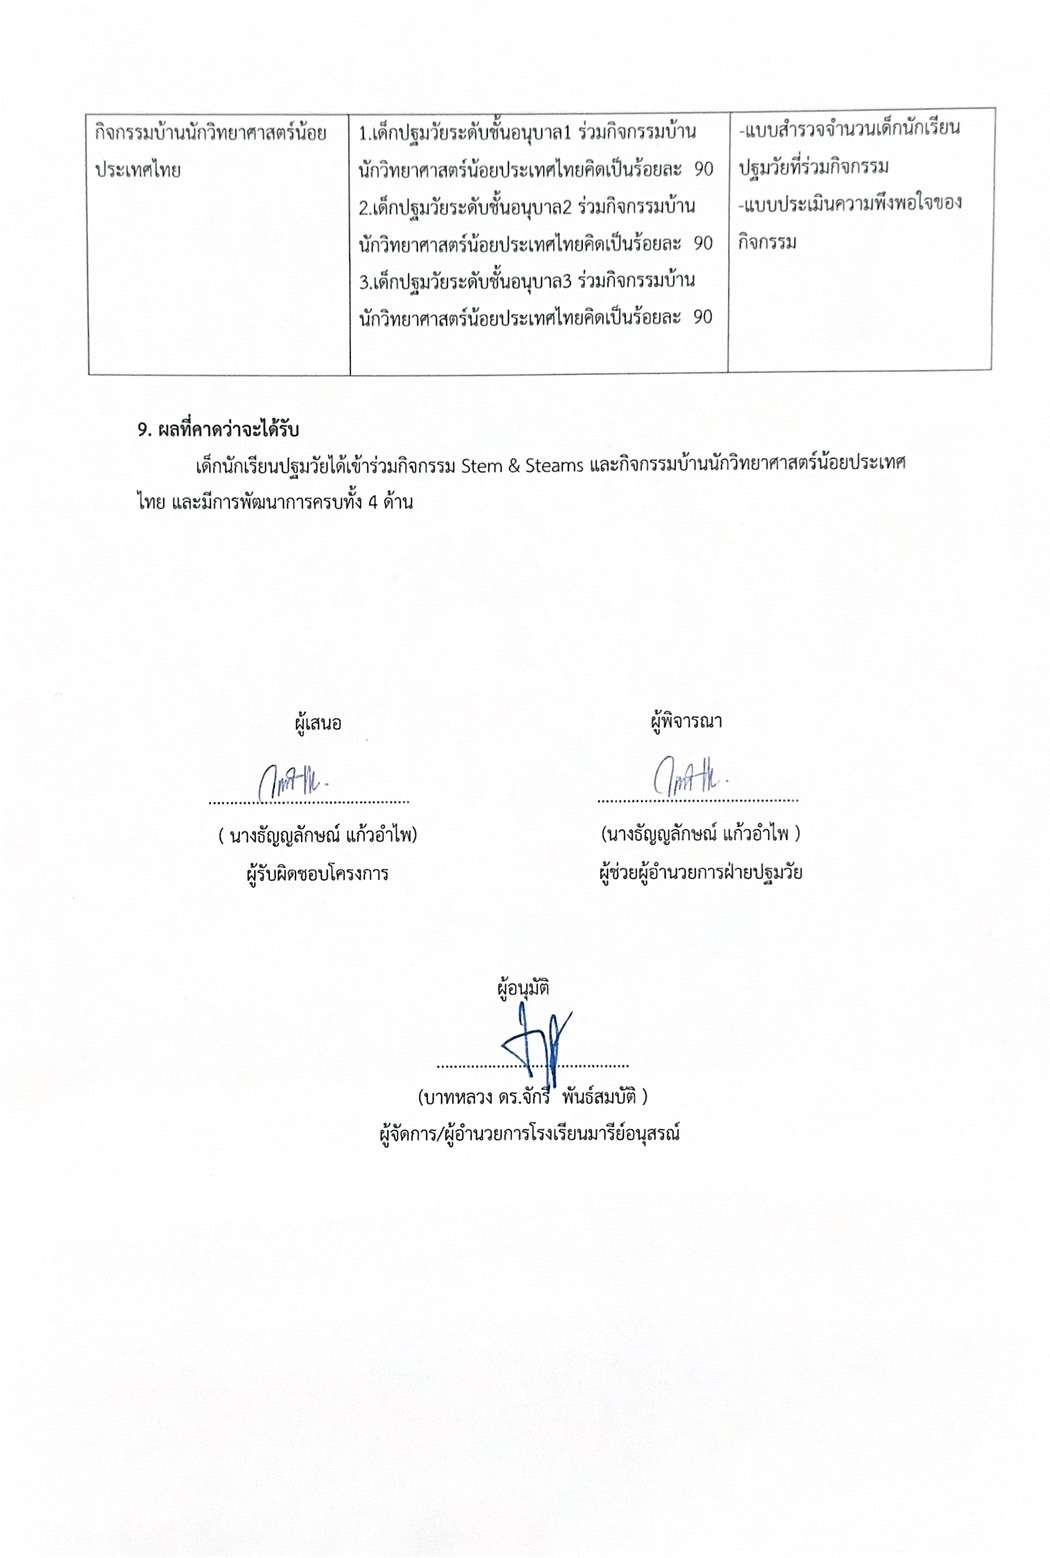 กิจกรรมบ้านนักวิทยาศาสตร์น้อย
ประเทศไทย
1.เด็กปฐมวัยระดับชั้นอนุบาล1 ร่วมกิจกรรมบ้าน
นักวิทยาศาสตร์น้อยประเทศไทยคิดเป็นร้อยละ 90
2.เด็กปฐมวัยระดับชั้นอนุบาล2 ร่วมกิจกรรมบ้าน
นักวิทยาศาสตร์น้อยประเทศไทยคิดเป็นร้อยละ 90
3.เด็กปฐมวัยระดับชั้นอนุบาล3 ร่วมกิจกรรมบ้าน
นักวิทยาศาสตร์น้อยประเทศไทยคิดเป็นร้อยละ 90
-แบบสำรวจจำนวนเด็กนักเรียน
ปฐมวัยที่ร่วมกิจกรรม
-แบบประเมินความพึงพอใจของ
กิจกรรม
9. ผลที่คาดว่าจะได้รับ
เด็กนักเรียนปฐมวัยได้เข้าร่วมกิจกรรม Stem & Steams และกิจกรรมบ้านนักวิทยาศาสตร์น้อยประเทศ
ไทย และมีการพัฒนาการครบทั้ง 4 ด้าน
ผู้เสนอ
( นางธัญญลักษณ์ แก้วอำไพ)
ผู้รับผิดชอบโครงการ
ผู้พิจารณา
(นางธัญญลักษณ์ แก้วอำไพ )
ผู้ช่วยผู้อำนวยการฝ่ายปฐมวัย
ผู้อนุมัติ
(บาทหลวง ดร.จักรี พันธ์สมบัติ )
ผู้จัดการ/ผู้อำนวยการโรงเรียนมารีย์อนุสรณ์